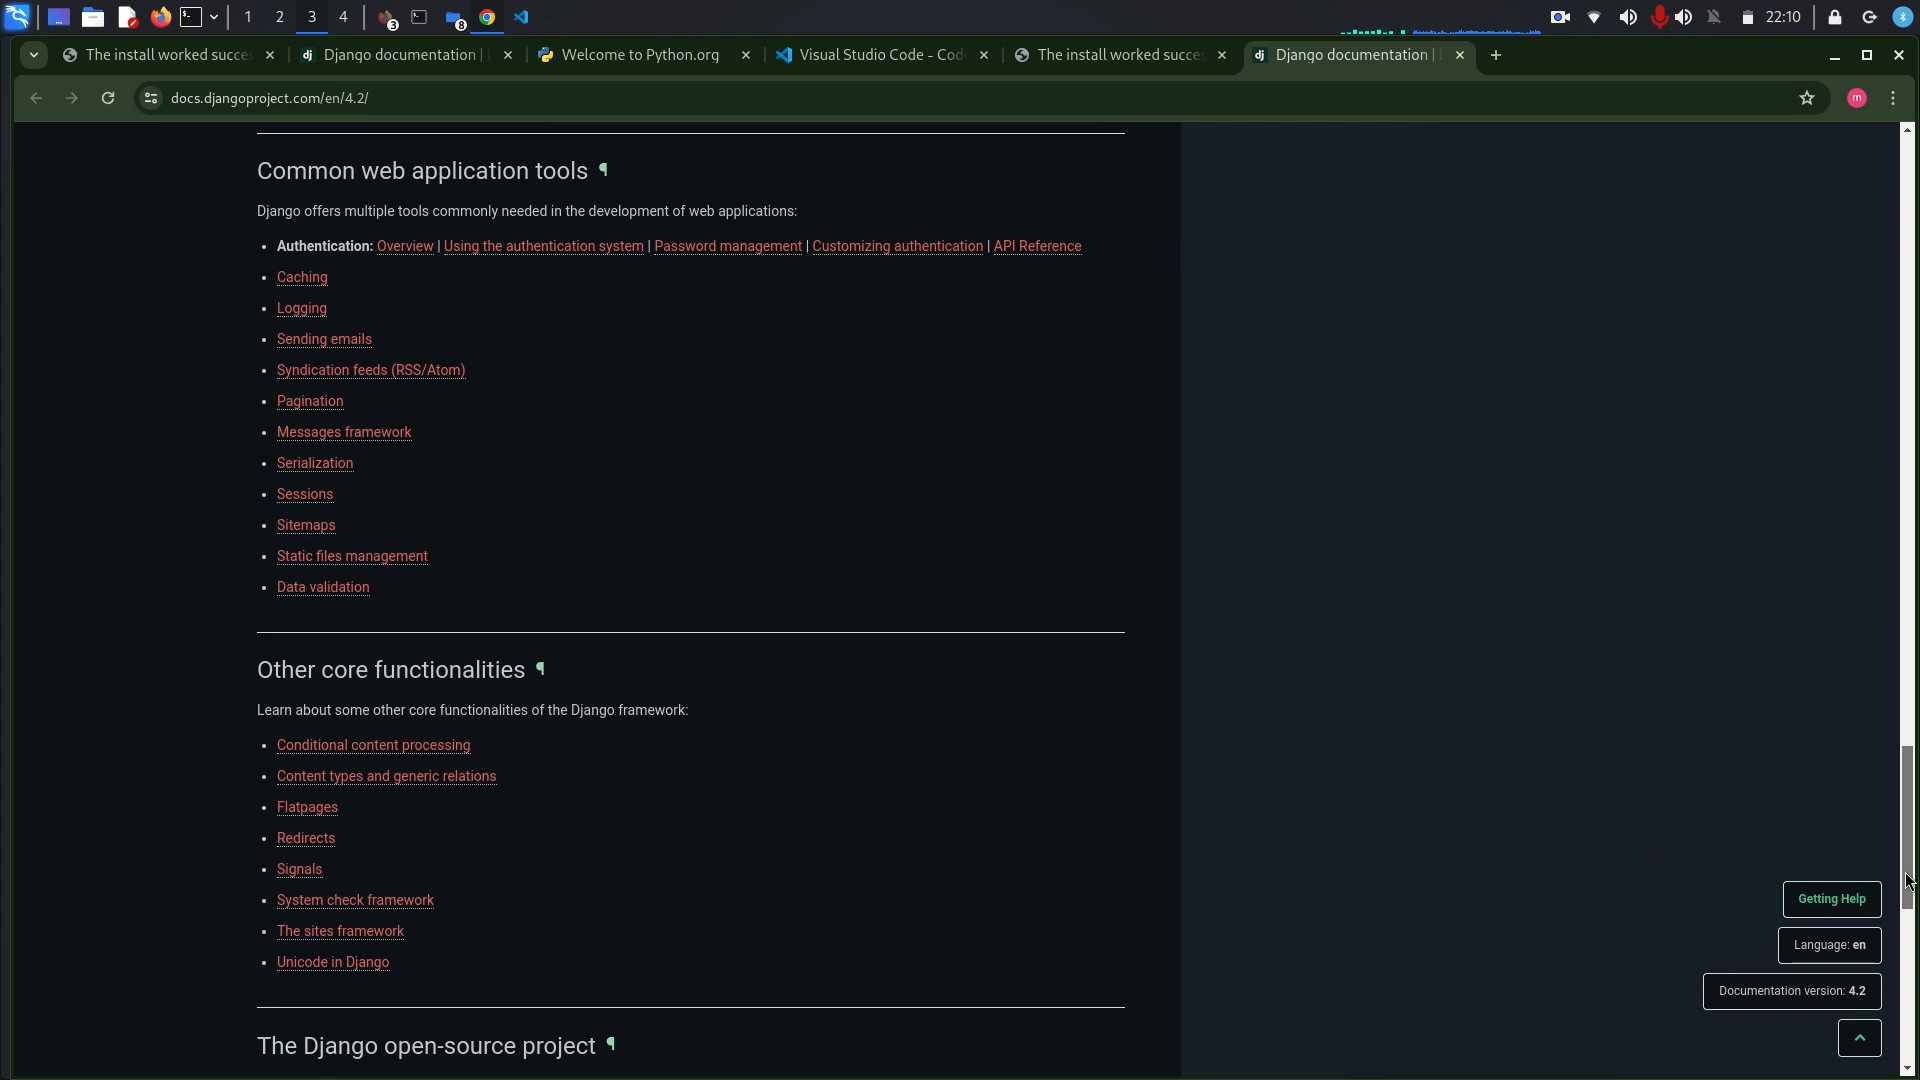 1 2 3 4 3 8 22:10
The install worked succe Django documentation | Welcome to Python.org Visual Studio Code - Cod The install worked succe Django documentation |
docs.djangoproject.com/en/4.2/ m
Common web application tools ¶
Django offers multiple tools commonly needed in the development of web applications:
• Authentication: Overview | Using the authentication system | Password management | Customizing authentication | API Reference
• Caching
• Logging
• Sending emails
• Syndication feeds (RSS/Atom)
• Pagination
• Messages framework
• Serialization
• Sessions
• Sitemaps
• Static files management
• Data validation
Other core functionalities ¶
Learn about some other core functionalities of the Django framework:
• Conditional content processing
• Content types and generic relations
• Flatpages
• Redirects
• Signals
• System check framework
• The sites framework
• Unicode in Django
The Django open-source project ¶
Getting Help
Language: en
Documentation version: 4.2